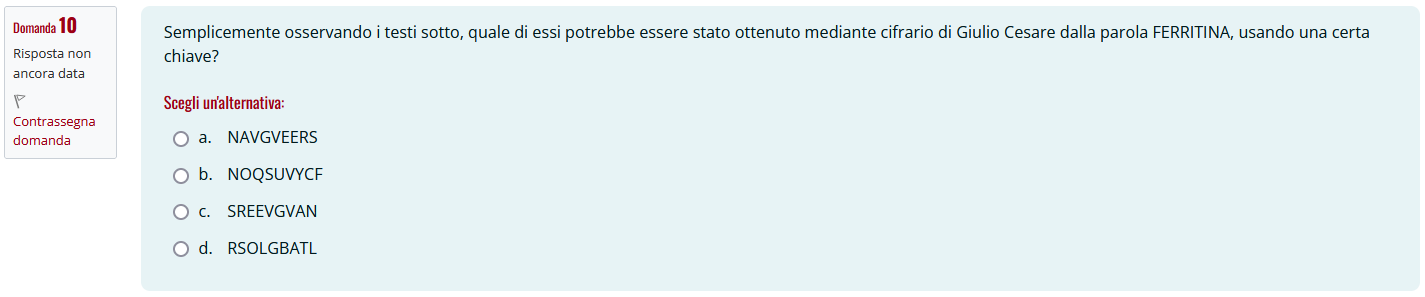 Domanda 10
Risposta non
ancora data
Contrassegna
domanda
Semplicemente osservando i testi sotto, quale di essi potrebbe essere stato ottenuto mediante cifrario di Giulio Cesare dalla parola FERRITINA, usando una certa
chiave?
Scegli un'alternativa:
a. NAVGVEERS
b. NOQSUVYCF
c. SREEVGVAN
d. RSOLGBATL